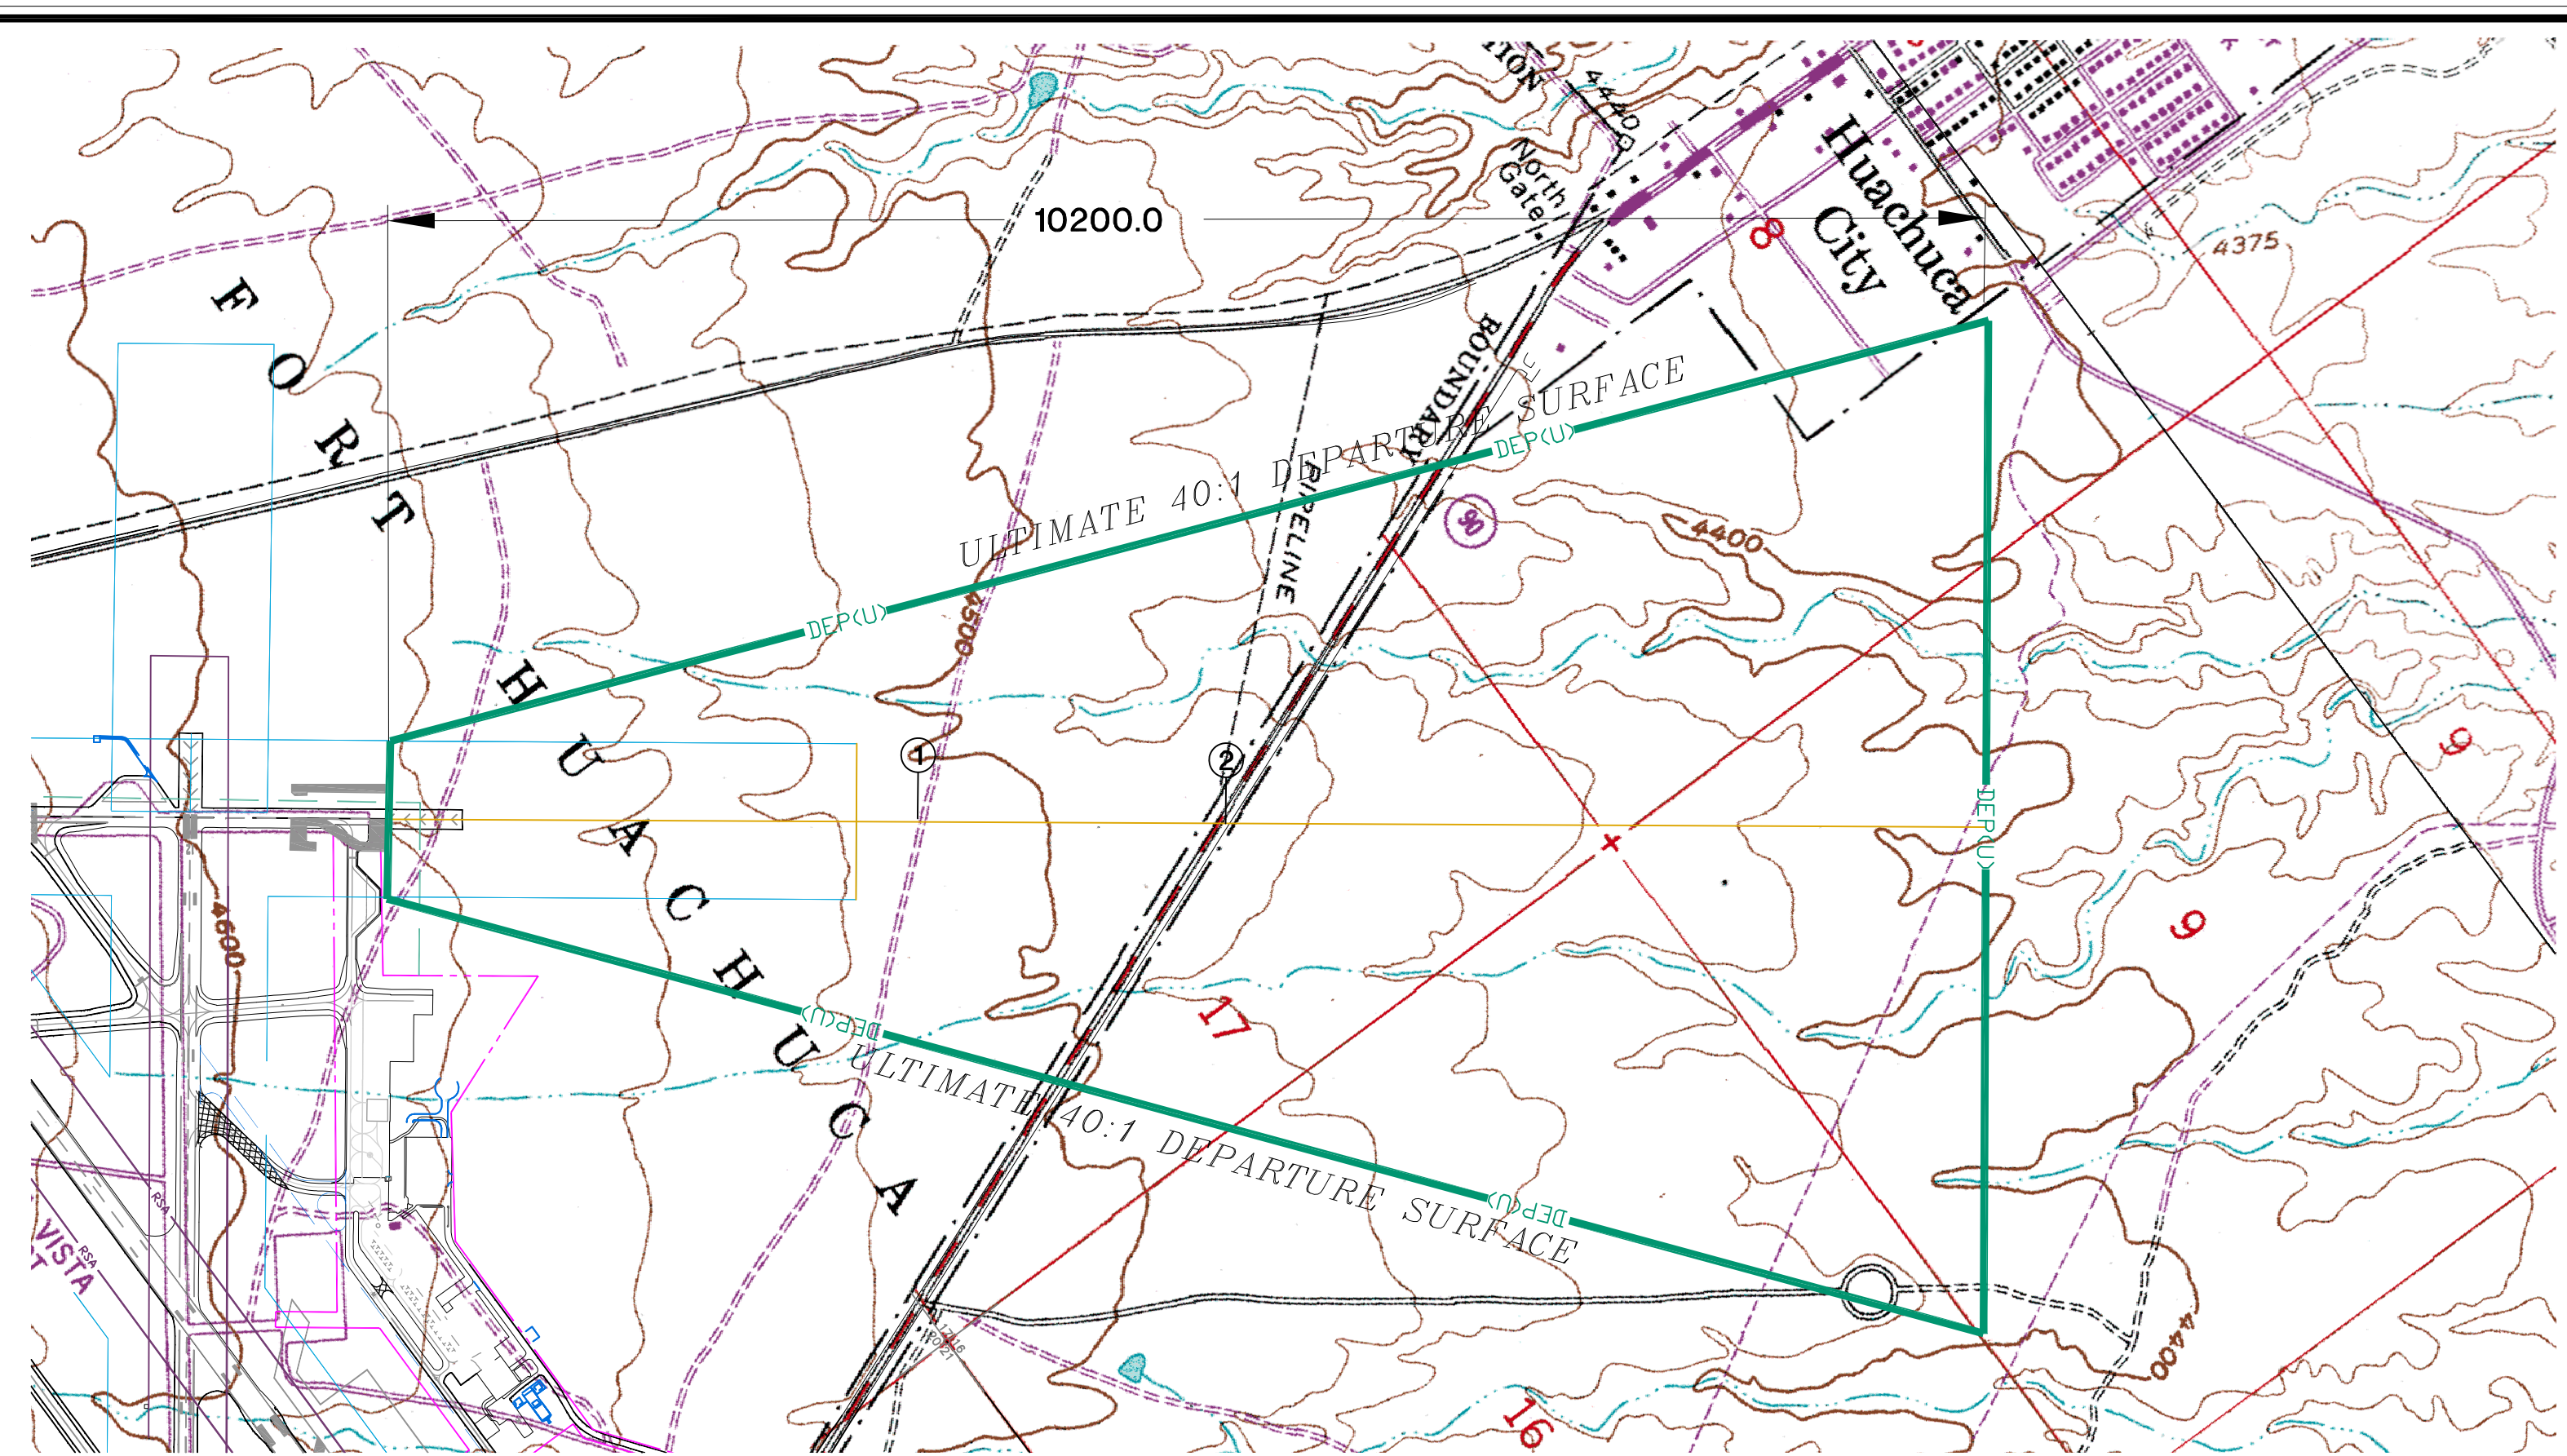 4440
North
Gate
Huachuca
City
8
10200.0
4375
FORT
HUACHUCA
BOUNDARY
ULTIMATE 40:1 DEPARTURE SURFACE
DEP(U)
DEP(U)
PIPELINE
90
4400
4500
1
2
9
DEP(U)
9
4600
17
DEP(U)
ULTIMATE 40:1 DEPARTURE SURFACE
DEP(U)
RSA
RSA
VISTA
4400
16